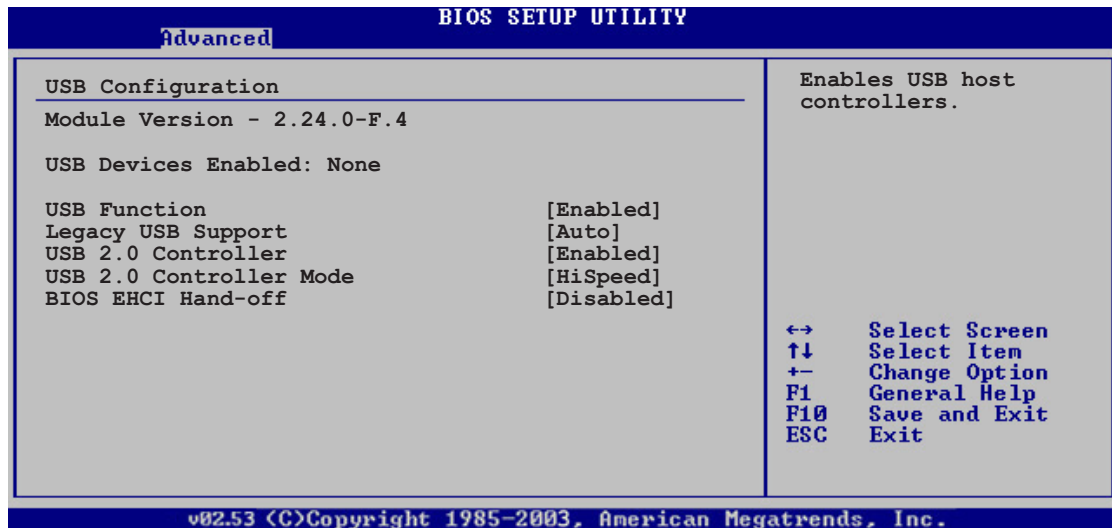 BIOS SETUP UTILITY
Advanced
USB Configuration
Module Version - 2.24.0-F.4
USB Devices Enabled: None
USB Function [Enabled]
Legacy USB Support [Auto]
USB 2.0 Controller [Enabled]
USB 2.0 Controller Mode [HiSpeed]
BIOS EHCI Hand-off [Disabled]
Enables USB host
controllers.
←→ Select Screen
↑↓ Select Item
+- Change Option
F1 General Help
F10 Save and Exit
ESC Exit
v02.53 (C)Copyright 1985-2003, American Megatrends, Inc.